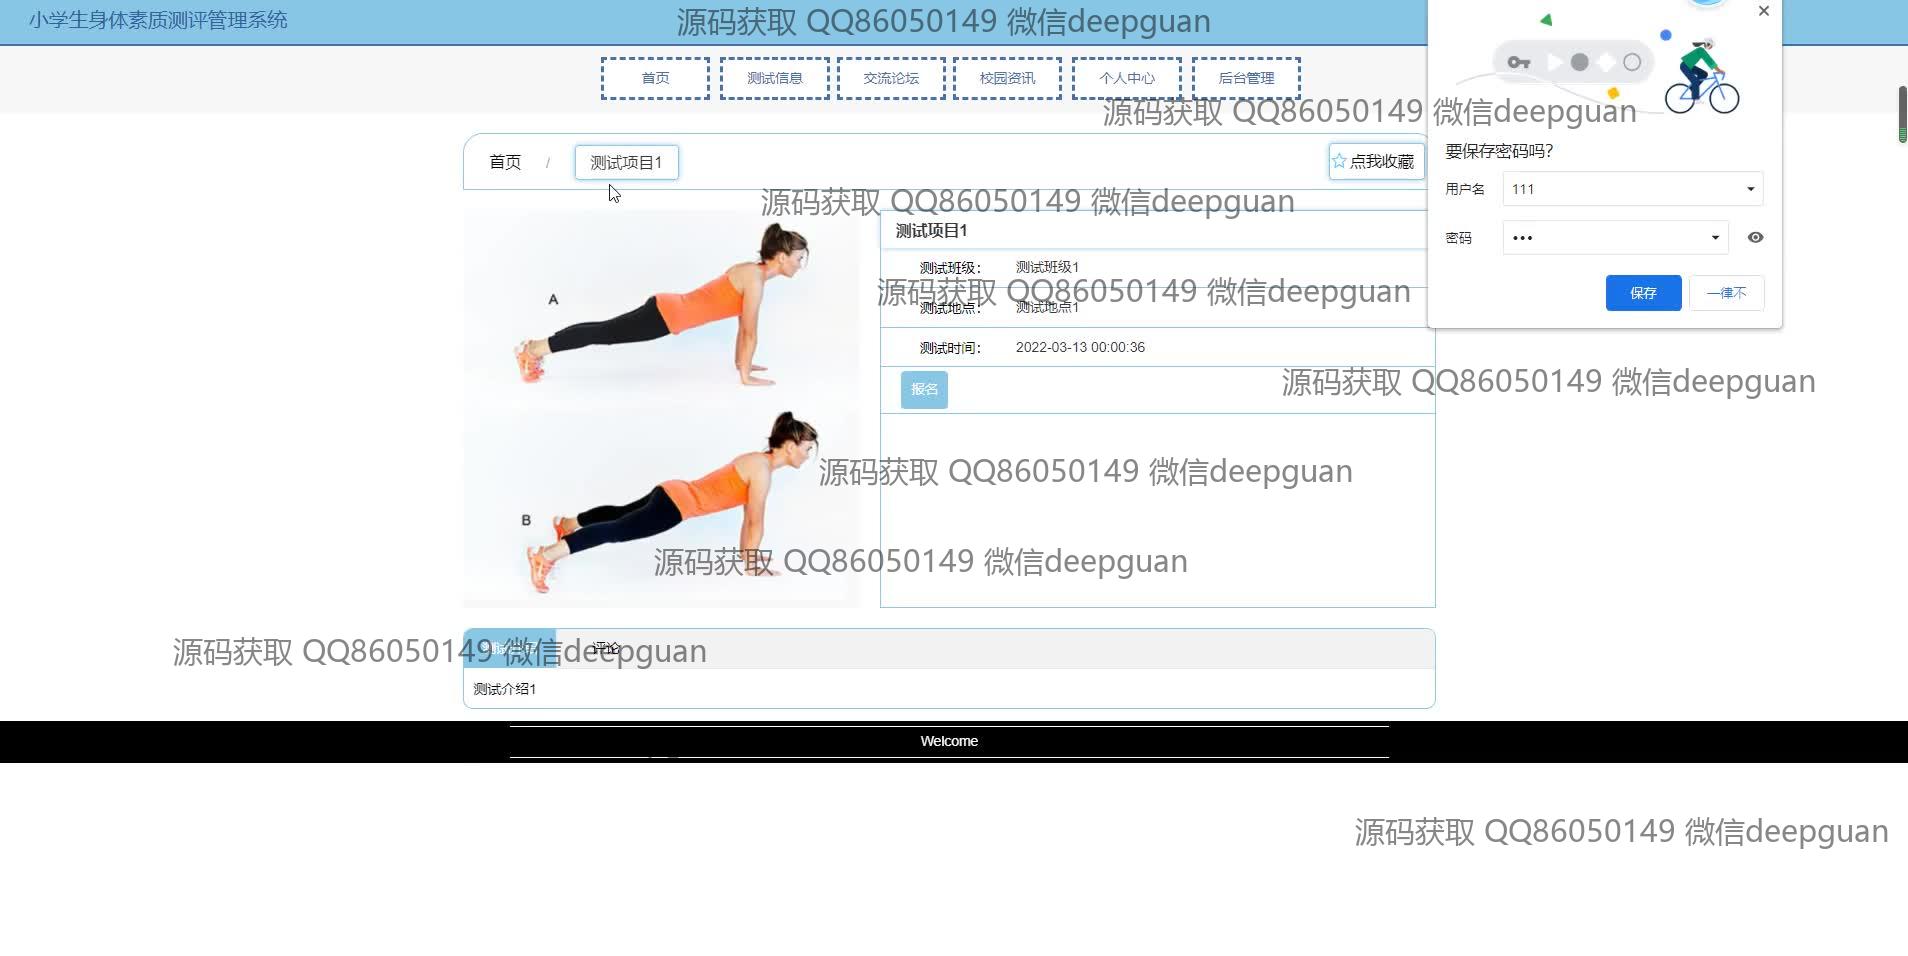 小学生身体素质测评管理系统
源码获取 QQ86050149 微信deepguan
首页
测试信息
交流论坛
校园资讯
个人中心
后台管理
源码获取 QQ86050149 微信deepguan
要保存密码吗?
用户名 111
密码 •••
保存
一律不
首页 / 测试项目1
☆点我收藏
源码获取 QQ86050149 微信deepguan
测试项目1
测试班级： 测试班级1
源码获取 QQ86050149 微信deepguan
测试地点： 测试地点1
测试时间： 2022-03-13 00:00:36
源码获取 QQ86050149 微信deepguan
报名
A
源码获取 QQ86050149 微信deepguan
B
源码获取 QQ86050149 微信deepguan
源码获取 QQ86050149 微信deepguan
评论
测试介绍1
Welcome
源码获取 QQ86050149 微信deepguan